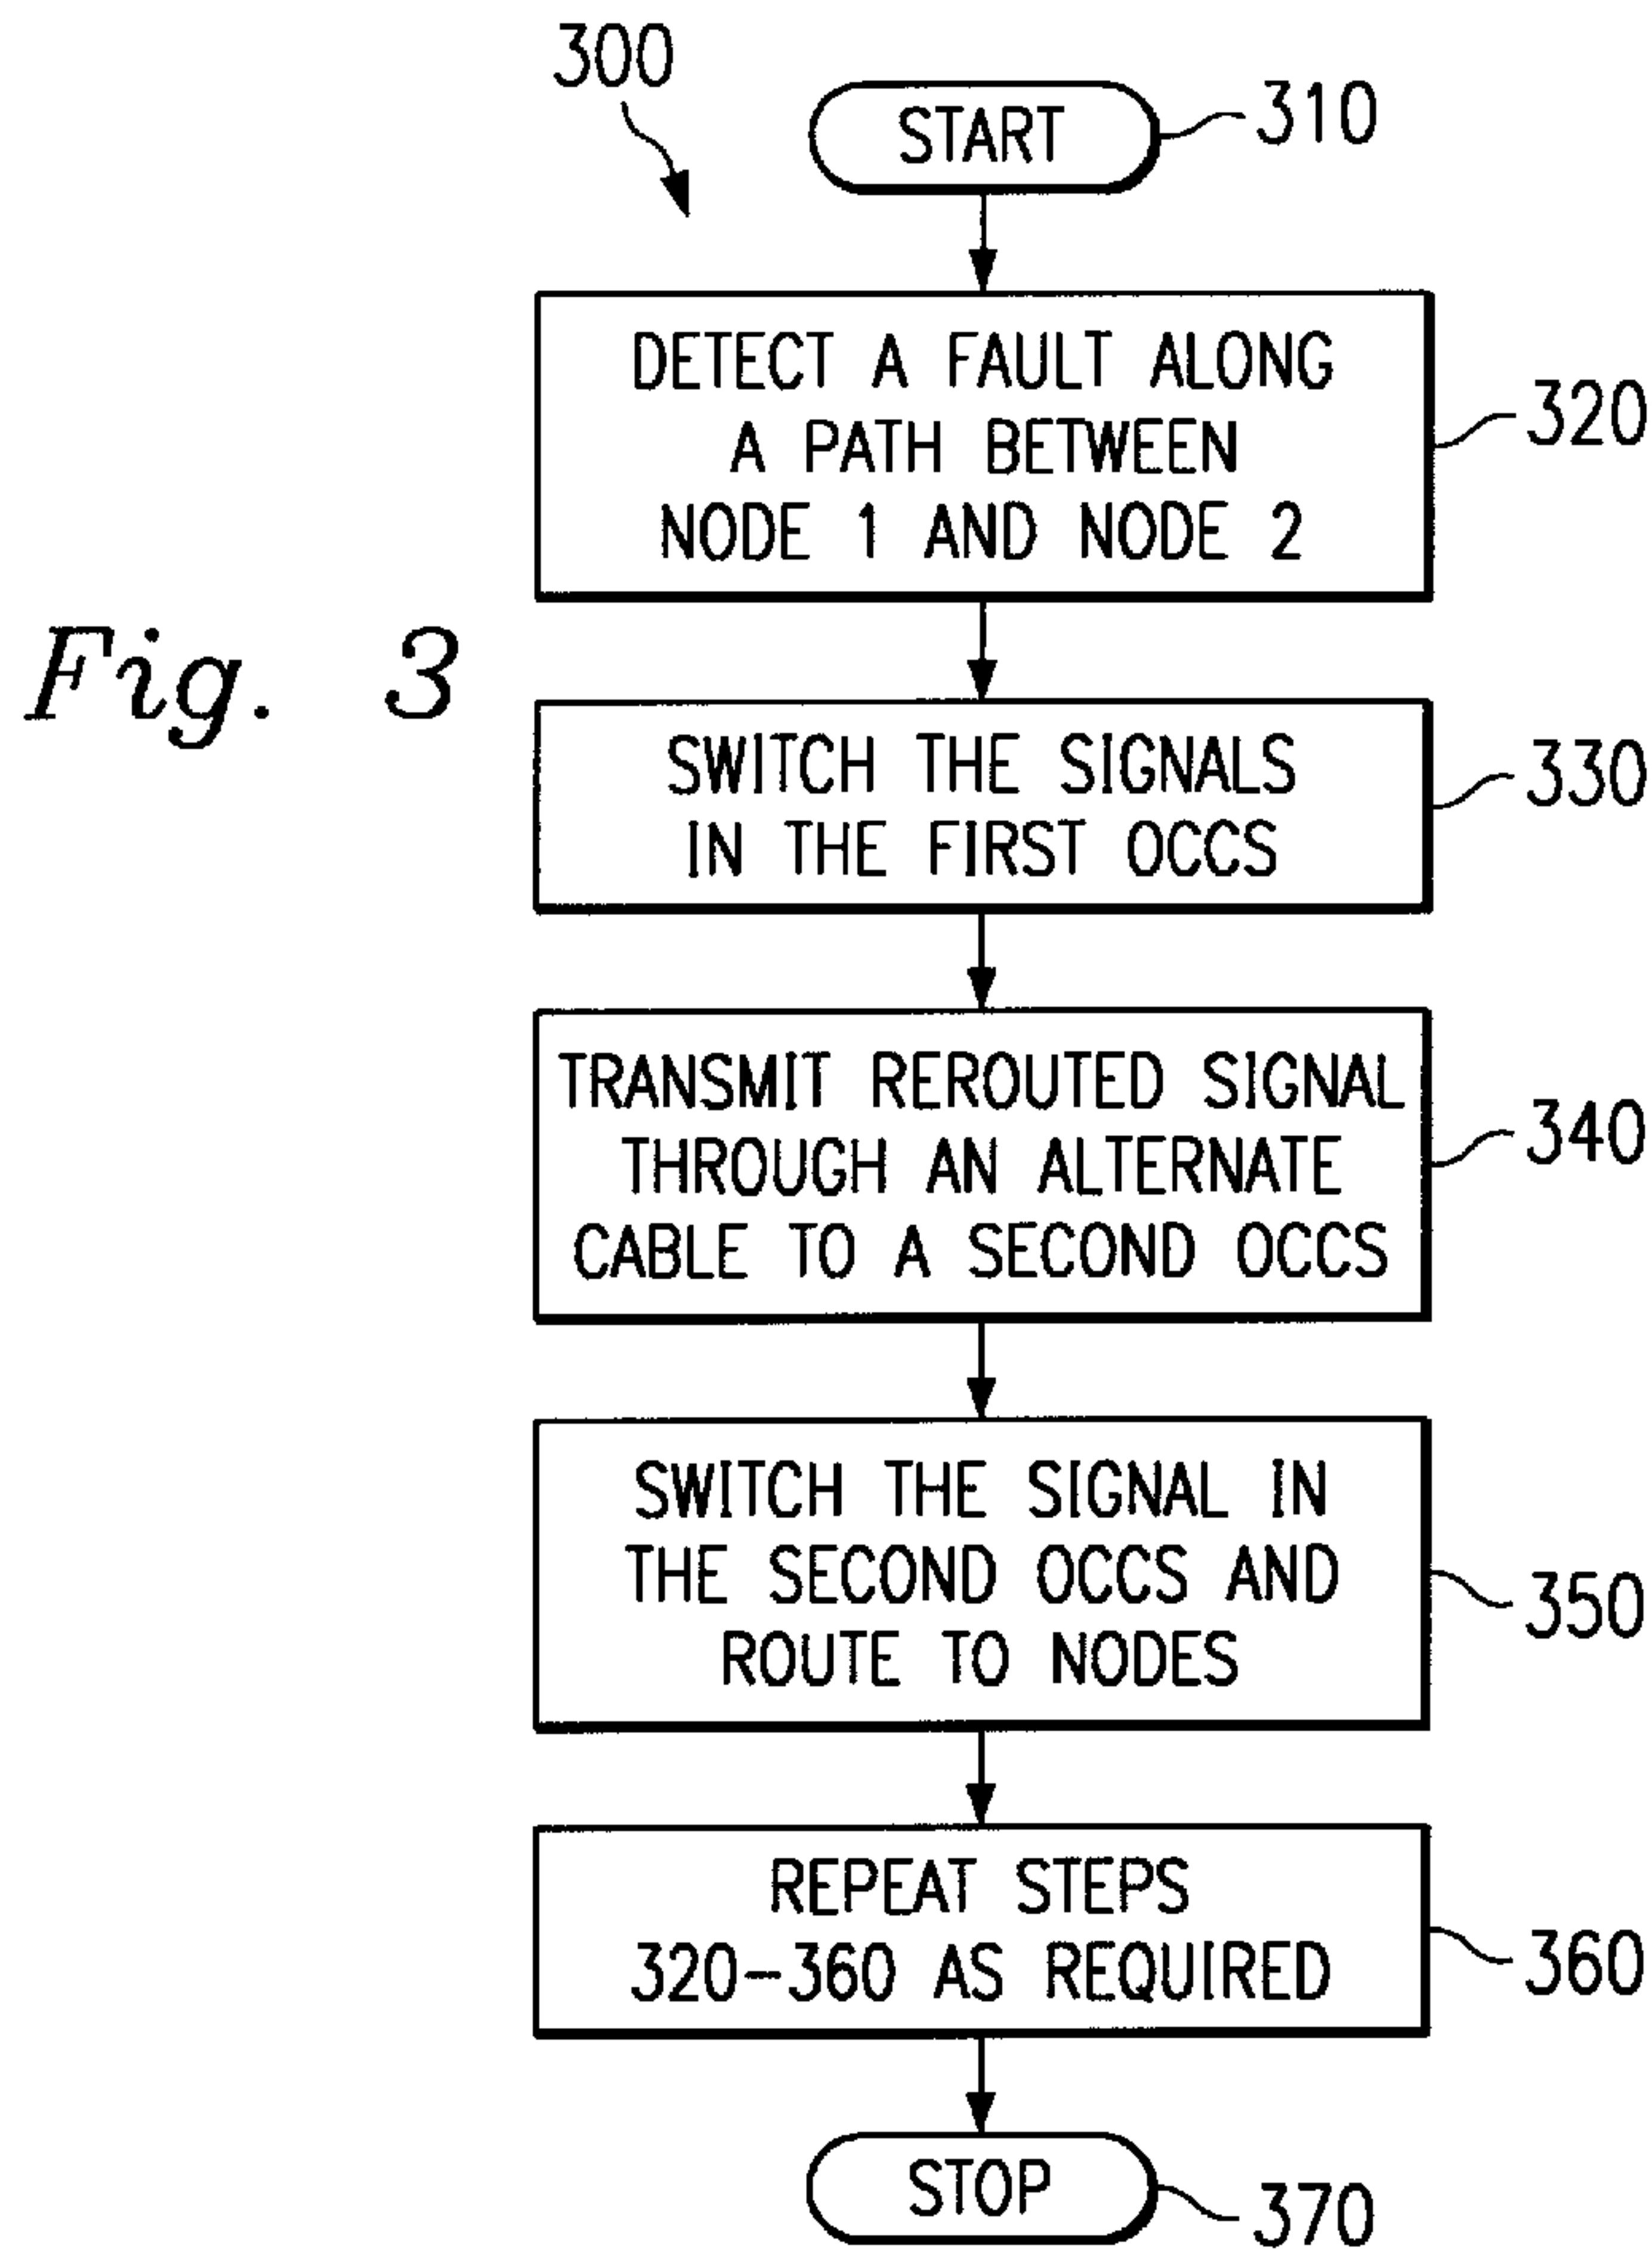 300
START
310
DETECT A FAULT ALONG
A PATH BETWEEN
NODE 1 AND NODE 2
320
Fig. 3
SWITCH THE SIGNALS
IN THE FIRST OCCS
330
TRANSMIT REROUTED SIGNAL
THROUGH AN ALTERNATE
CABLE TO A SECOND OCCS
340
SWITCH THE SIGNAL IN
THE SECOND OCCS AND
ROUTE TO NODES
350
REPEAT STEPS
320-360 AS REQUIRED
360
STOP
370